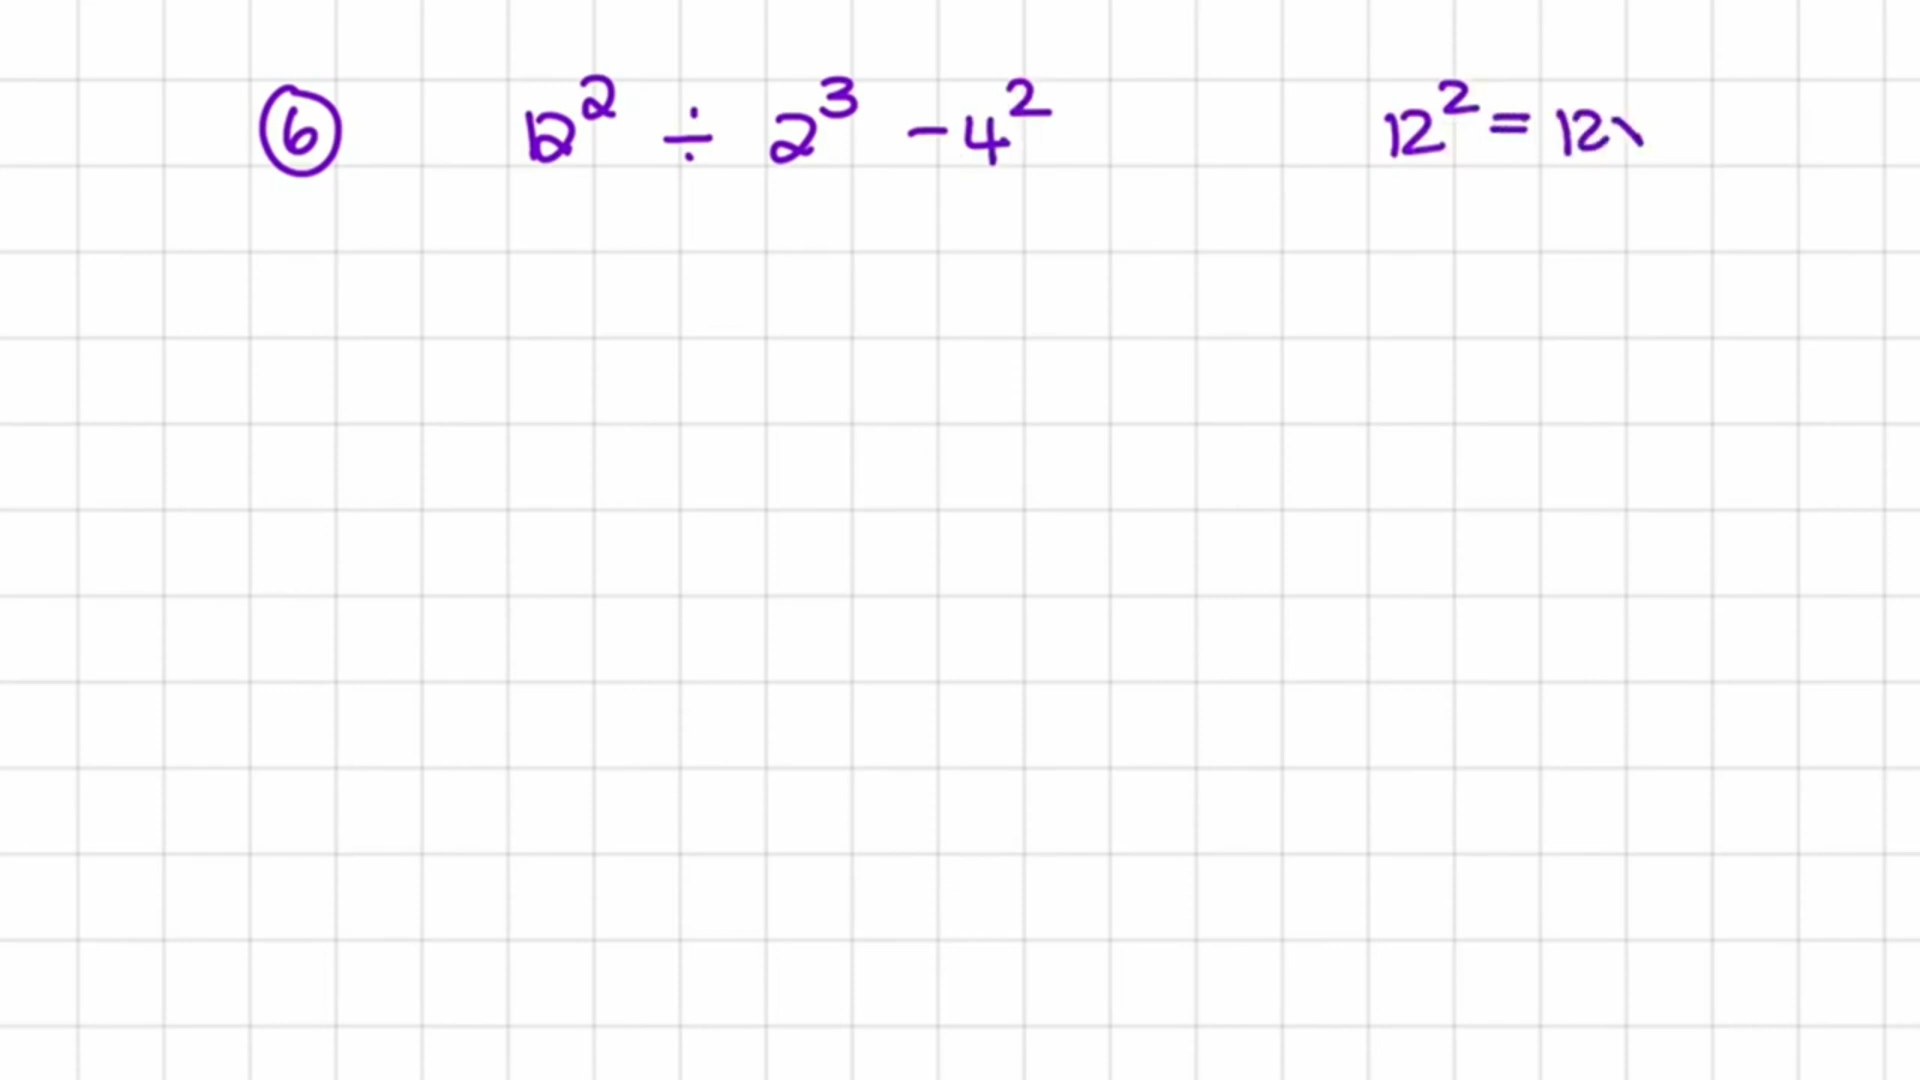 ⑥ 12² ÷ 2³ - 4² 12² = 12\